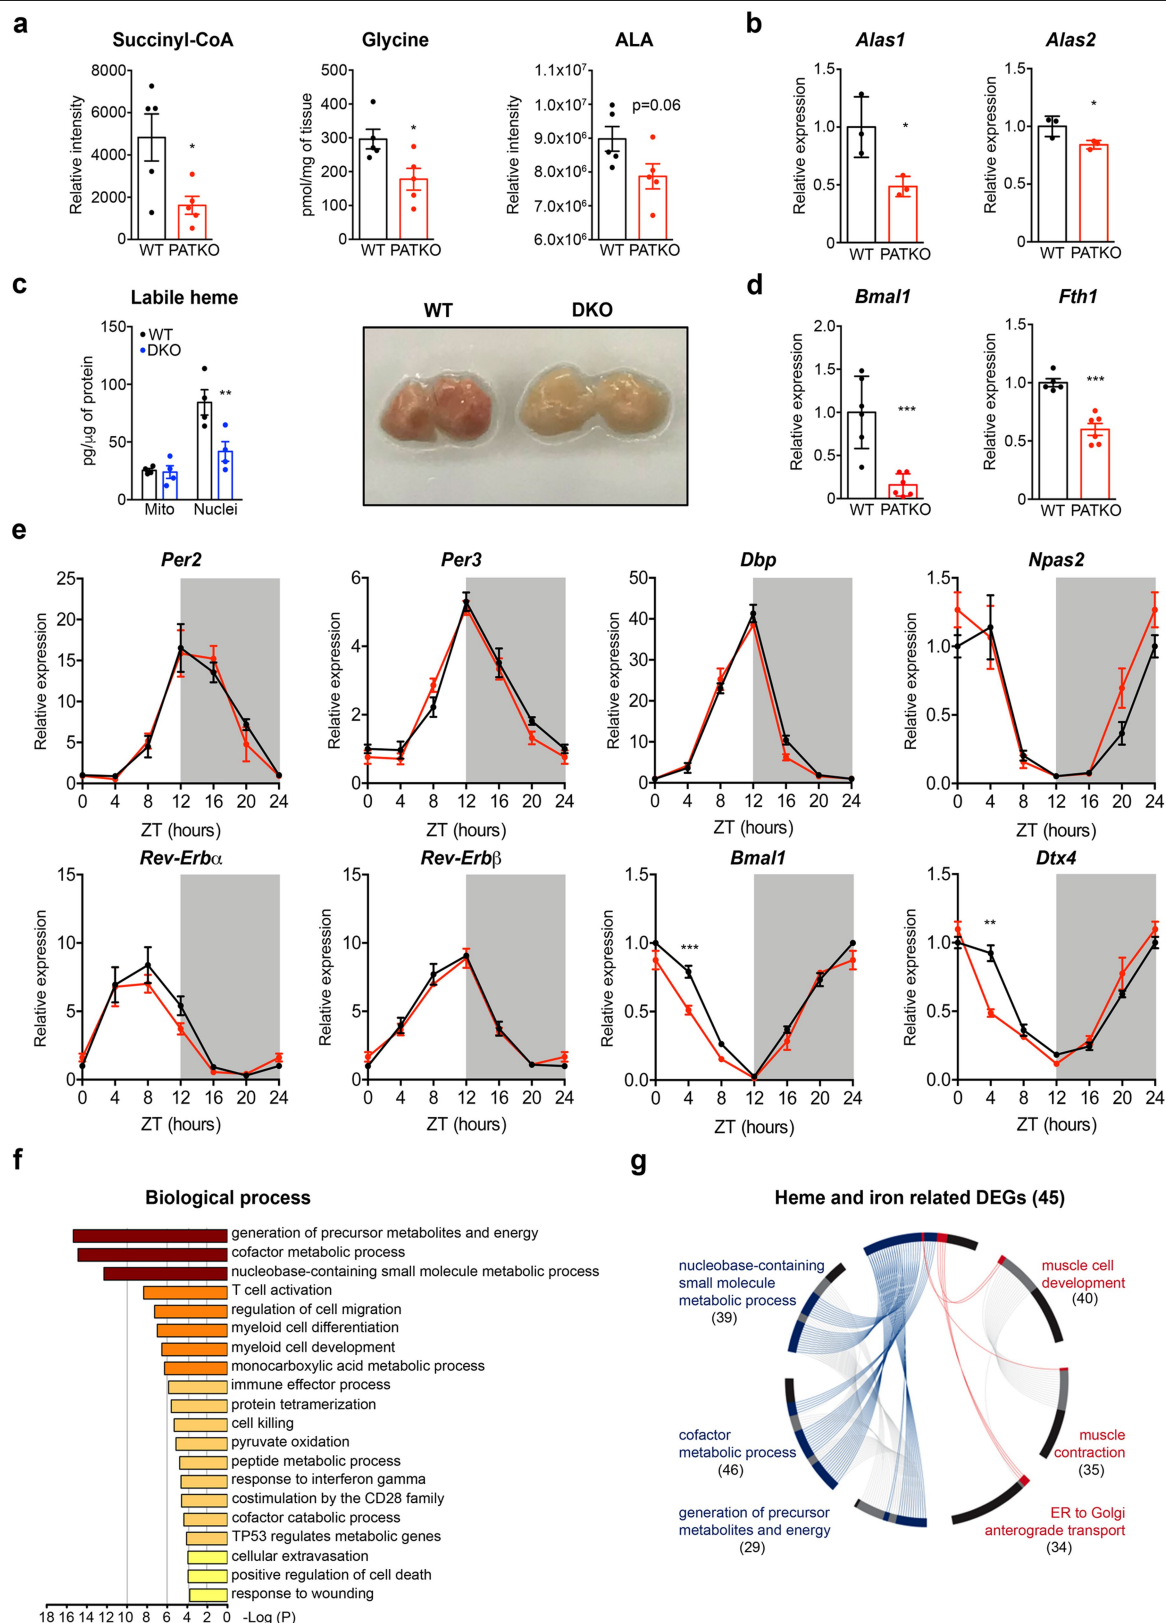 a
Succinyl-CoA
Relative intensity
8000
6000
4000
2000
0
*
WT PATKO
Glycine
pmol/mg of tissue
500
400
300
200
100
0
*
WT PATKO
ALA
Relative intensity
1.1x10⁷
1.0x10⁷
9.0x10⁶
8.0x10⁶
7.0x10⁶
6.0x10⁶
p=0.06
WT PATKO
b
Alas1
Relative expression
1.5
1.0
0.5
0
*
WT PATKO
Alas2
Relative expression
1.5
1.0
0.5
0
*
WT PATKO
c
Labile heme
pg/μg of protein
150
100
50
0
WT
DKO
**
Mito Nuclei
WT DKO
d
Bmal1
Relative expression
2.0
1.5
1.0
0.5
0
***
WT PATKO
Fth1
Relative expression
1.5
1.0
0.5
0
***
WT PATKO
e
Per2
Relative expression
25
20
15
10
5
0
0 4 8 12 16 20 24
ZT (hours)
Per3
Relative expression
6
4
2
0
0 4 8 12 16 20 24
ZT (hours)
Dbp
Relative expression
50
40
30
20
10
0
0 4 8 12 16 20 24
ZT (hours)
Npas2
Relative expression
1.5
1.0
0.5
0.0
0 4 8 12 16 20 24
ZT (hours)
Rev-Erbα
Relative expression
15
10
5
0
0 4 8 12 16 20 24
ZT (hours)
Rev-Erbβ
Relative expression
15
10
5
0
0 4 8 12 16 20 24
ZT (hours)
Bmal1
Relative expression
1.5
1.0
0.5
0.0
***
0 4 8 12 16 20 24
ZT (hours)
Dtx4
Relative expression
1.5
1.0
0.5
0.0
**
0 4 8 12 16 20 24
ZT (hours)
f
Biological process
generation of precursor metabolites and energy
cofactor metabolic process
nucleobase-containing small molecule metabolic process
T cell activation
regulation of cell migration
myeloid cell differentiation
myeloid cell development
monocarboxylic acid metabolic process
immune effector process
protein tetramerization
cell killing
pyruvate oxidation
peptide metabolic process
response to interferon gamma
costimulation by the CD28 family
cofactor catabolic process
TP53 regulates metabolic genes
cellular extravasation
positive regulation of cell death
response to wounding
18 16 14 12 10 8 6 4 2 0 -Log (P)
g
Heme and iron related DEGs (45)
nucleobase-containing
small molecule
metabolic process
(39)
muscle cell
development
(40)
cofactor
metabolic process
(46)
muscle
contraction
(35)
generation of precursor
metabolites and energy
(29)
ER to Golgi
anterograde transport
(34)